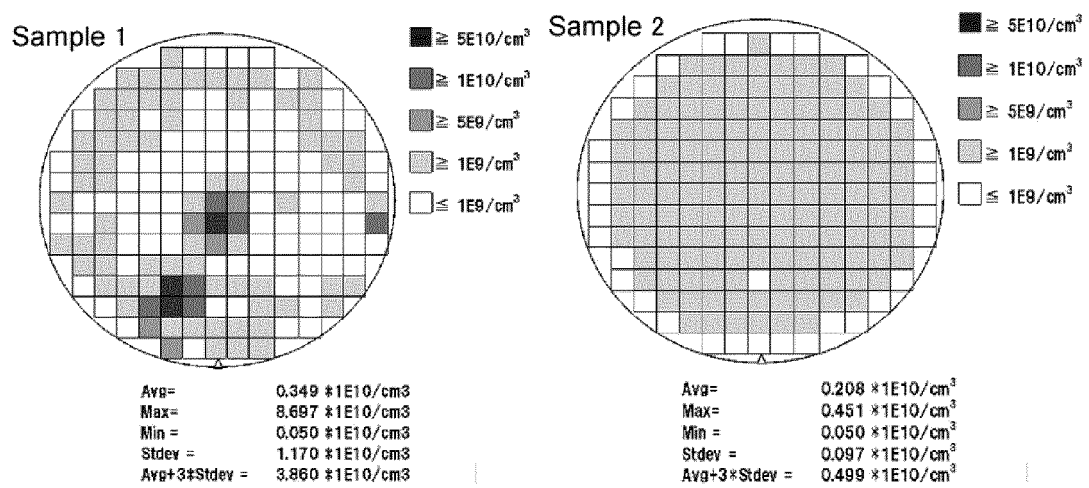 Sample 1
≧ 5E10/cm³
≧ 1E10/cm³
≧ 5E9/cm³
≧ 1E9/cm³
≦ 1E9/cm³
Avg= 0.349 *1E10/cm3
Max= 8.697 *1E10/cm3
Min = 0.050 *1E10/cm3
Stdev = 1.170 *1E10/cm3
Avg+3*Stdev = 3.860 *1E10/cm3
Sample 2
≧ 5E10/cm³
≧ 1E10/cm³
≧ 5E9/cm³
≧ 1E9/cm³
≦ 1E9/cm³
Avg= 0.208 *1E10/cm³
Max= 0.451 *1E10/cm³
Min = 0.050 *1E10/cm³
Stdev = 0.097 *1E10/cm³
Avg+3*Stdev = 0.499 *1E10/cm³